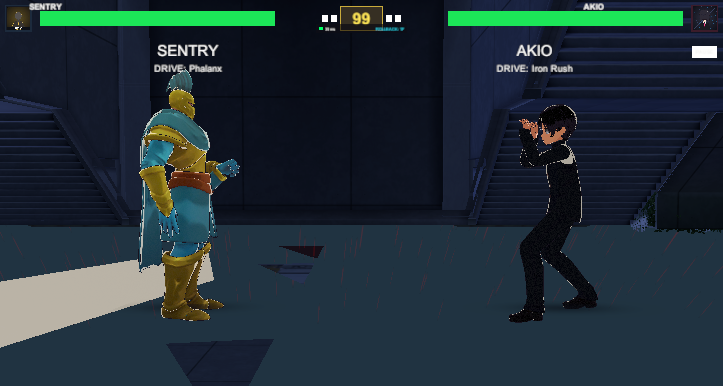 SENTRY
99
AKIO
SENTRY
DRIVE: Phalanx
AKIO
DRIVE: Iron Rush